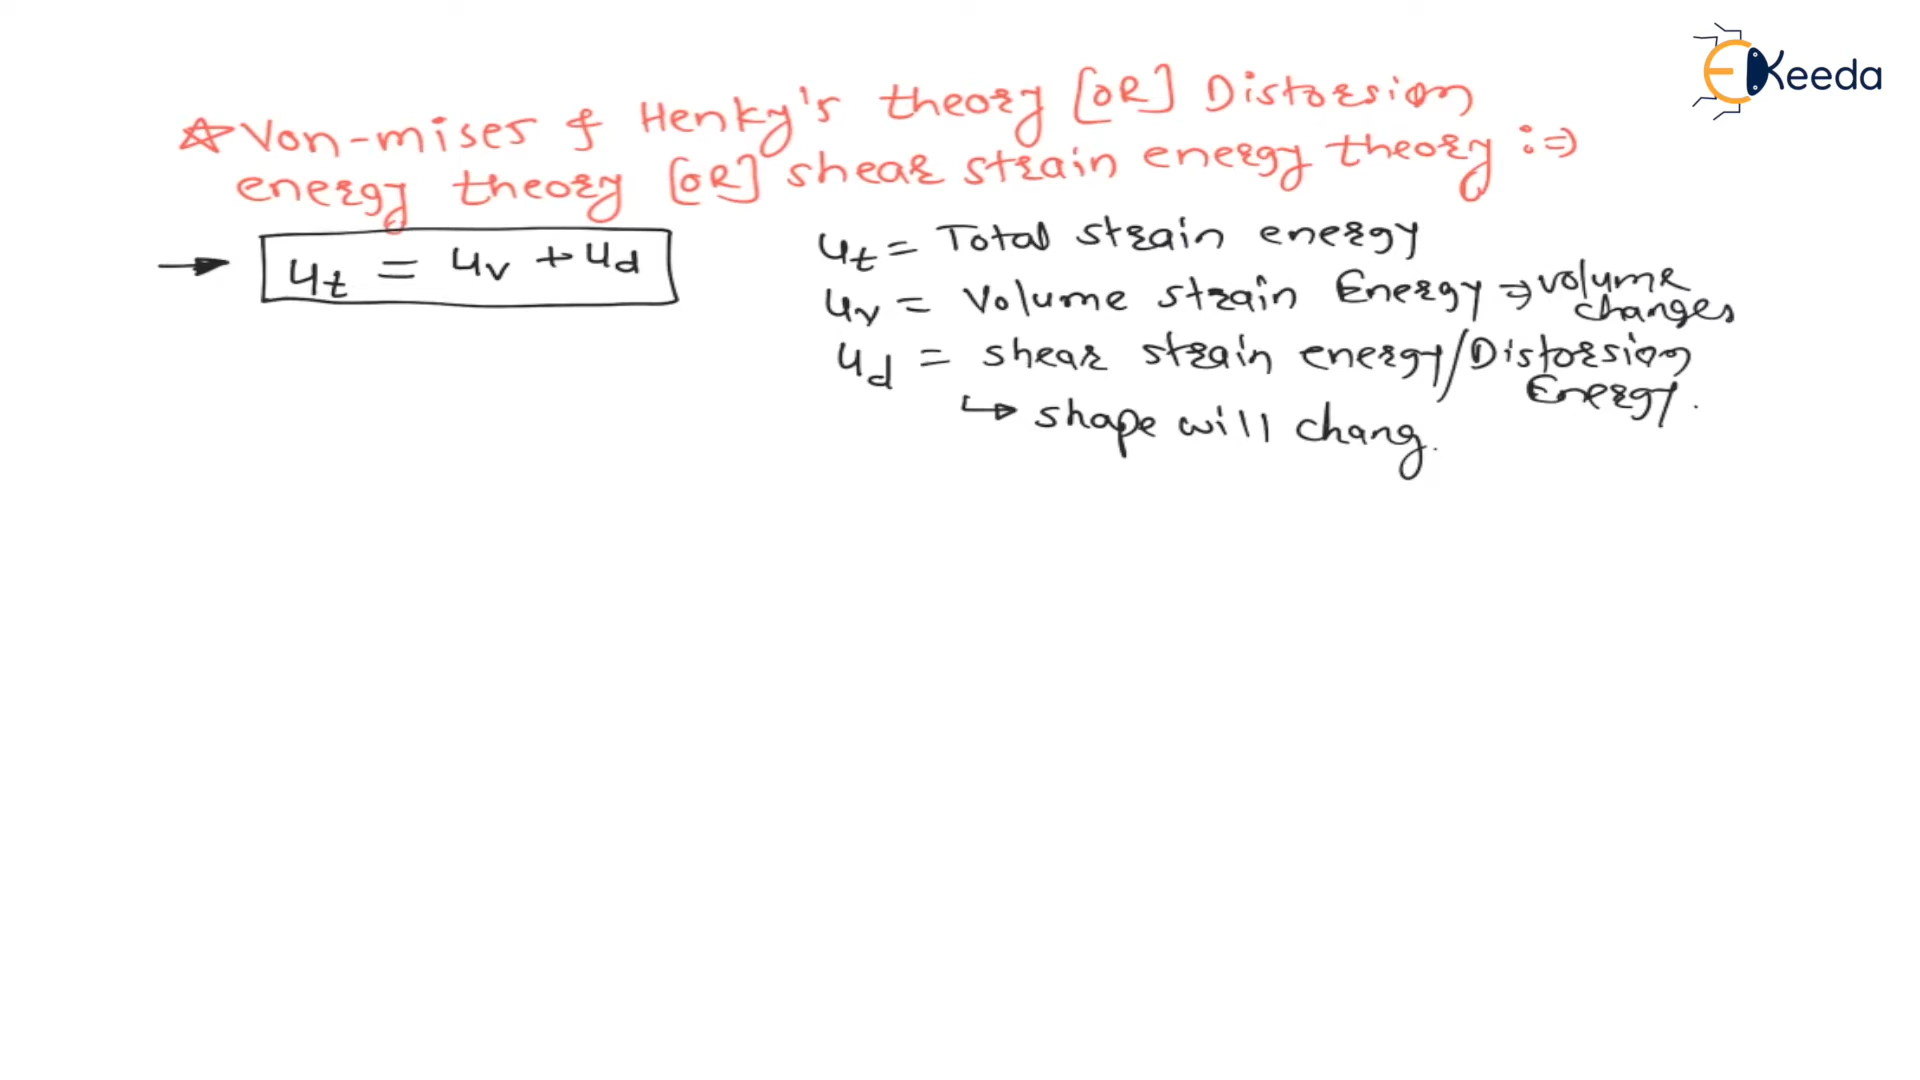 EKeeda
☆ Von-mises & Henky's theory [OR] Distorsion
energy theory [OR] shear strain energy theory :⇒
→ Ut = Uv + Ud
Ut = Total strain energy
Uv = Volume strain Energy ⇒ volume changes
Ud = shear strain energy/Distorsion Energy.
↳ shape will chang.